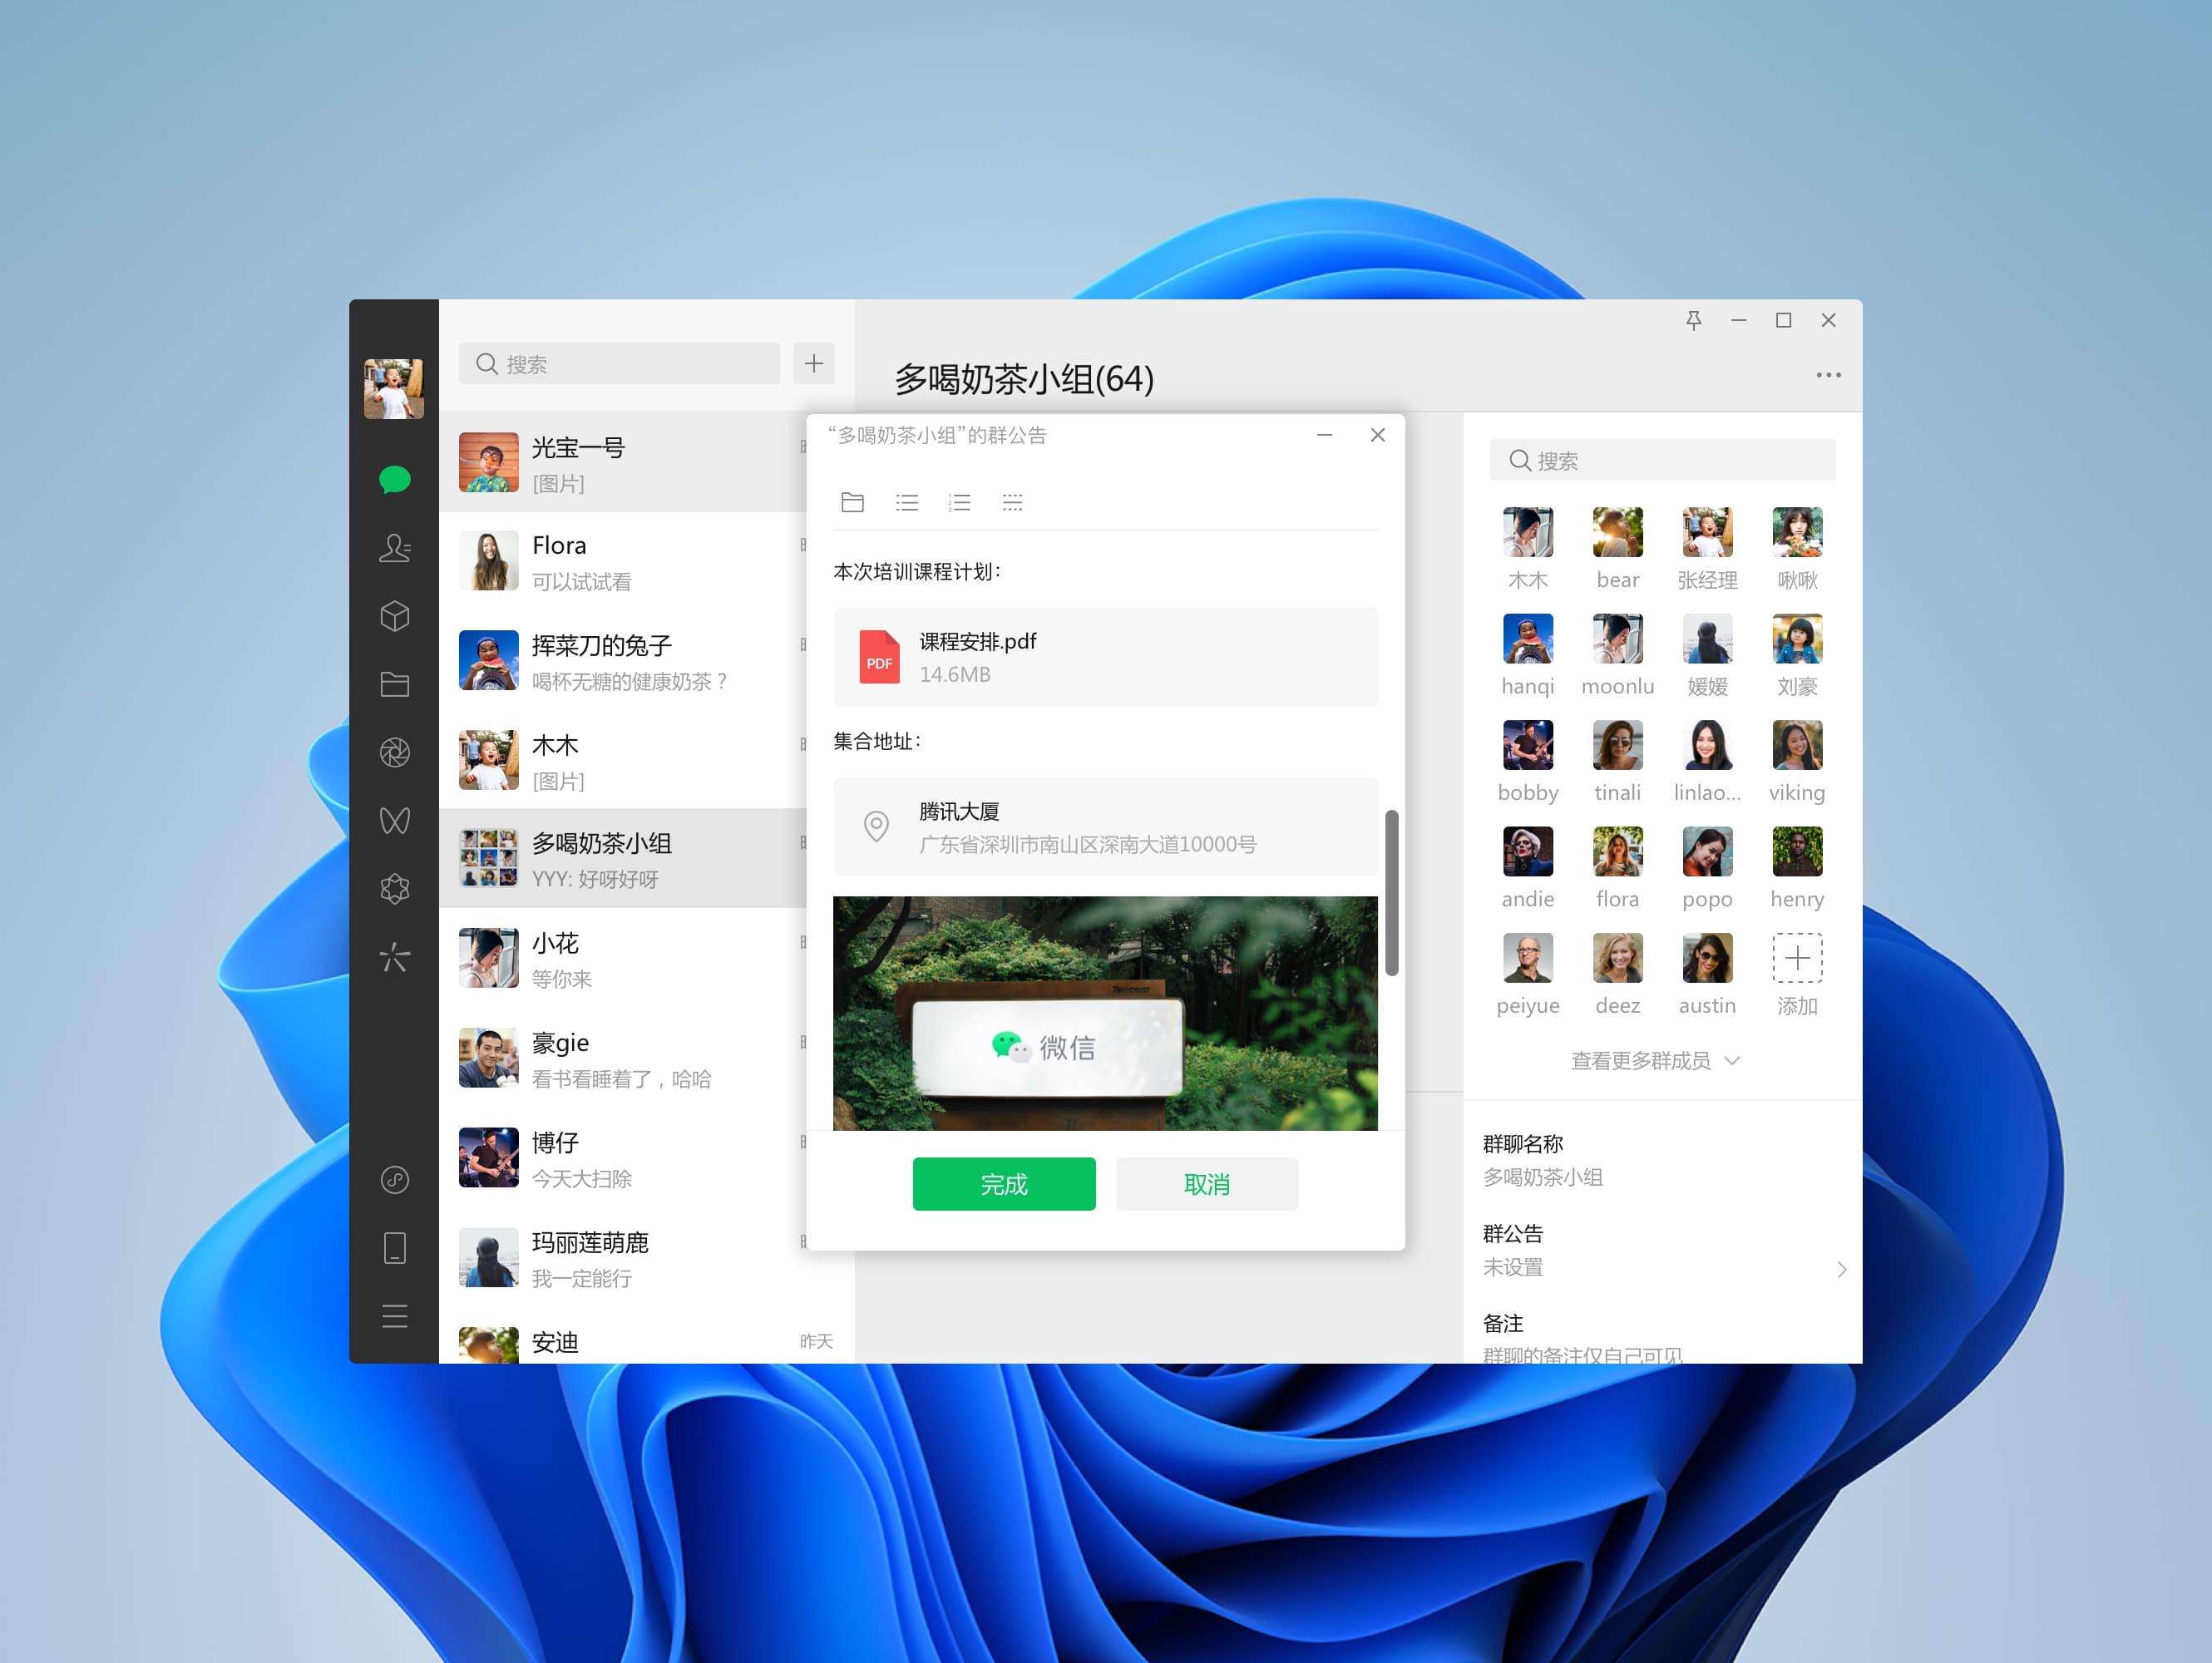 搜索
多喝奶茶小组(64)
光宝一号
[图片]
Flora
可以试试看
挥菜刀的兔子
喝杯无糖的健康奶茶？
木木
[图片]
多喝奶茶小组
YYY: 好呀好呀
小花
等你来
豪gie
看书看睡着了，哈哈
博仔
今天大扫除
玛丽莲萌鹿
我一定能行
安迪
昨天
“多喝奶茶小组”的群公告
本次培训课程计划：
PDF
课程安排.pdf
14.6MB
集合地址：
腾讯大厦
广东省深圳市南山区深南大道10000号
Tencent
微信
完成
取消
搜索
木木 bear 张经理 啾啾
hanqi moonlu 媛媛 刘豪
bobby tinali linlao... viking
andie flora popo henry
peiyue deez austin 添加
查看更多群成员
群聊名称
多喝奶茶小组
群公告
未设置
备注
群聊的备注仅自己可见